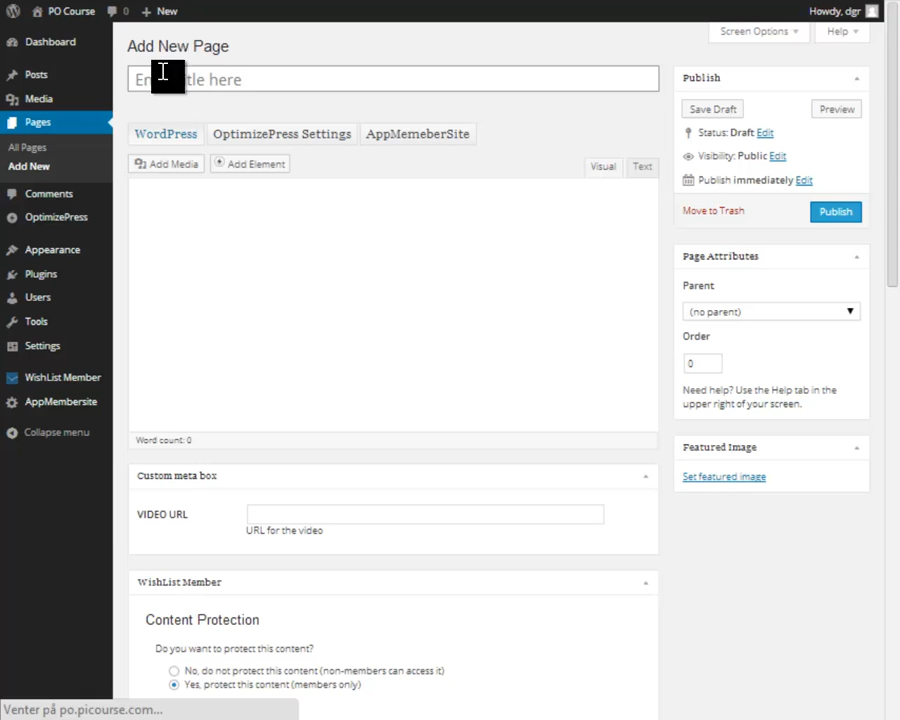 PO Course 0 + New Howdy, dgr
Screen Options Help
Dashboard
Posts
Media
Pages
All Pages
Add New
Comments
OptimizePress
Appearance
Plugins
Users
Tools
Settings
WishList Member
AppMembersite
Collapse menu
Add New Page
WordPress OptimizePress Settings AppMemeberSite
Add Media Add Element Visual Text
Word count: 0
Custom meta box
VIDEO URL
URL for the video
WishList Member
Content Protection
Do you want to protect this content?
No, do not protect this content (non-members can access it)
Yes, protect this content (members only)
Publish
Save Draft Preview
Status: Draft Edit
Visibility: Public Edit
Publish immediately Edit
Move to Trash Publish
Page Attributes
Parent
(no parent)
Order
0
Need help? Use the Help tab in the
upper right of your screen.
Featured Image
Set featured image
Venter på po.picourse.com...